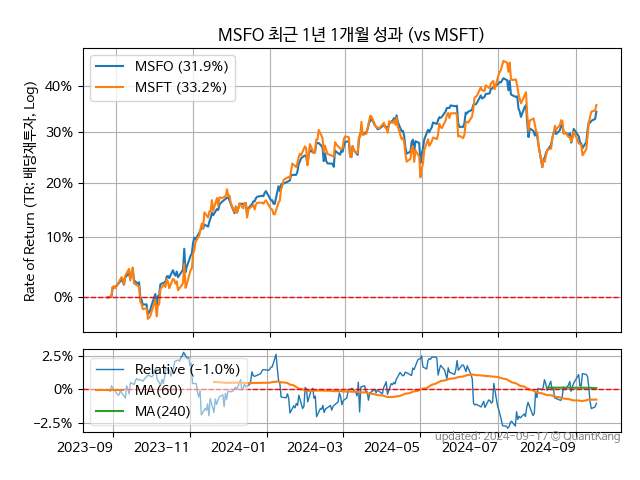 MSFO 최근 1년 1개월 성과 (vs MSFT)
MSFO (31.9%)
MSFT (33.2%)
Rate of Return (TR: 배당재투자, Log)
40%
30%
20%
10%
0%
Relative (−1.0%)
MA(60)
MA(240)
2.5%
0%
−2.5%
2023-09 2023-11 2024-01 2024-03 2024-05 2024-07 2024-09
updated: 2024-09-17 © QuantKang